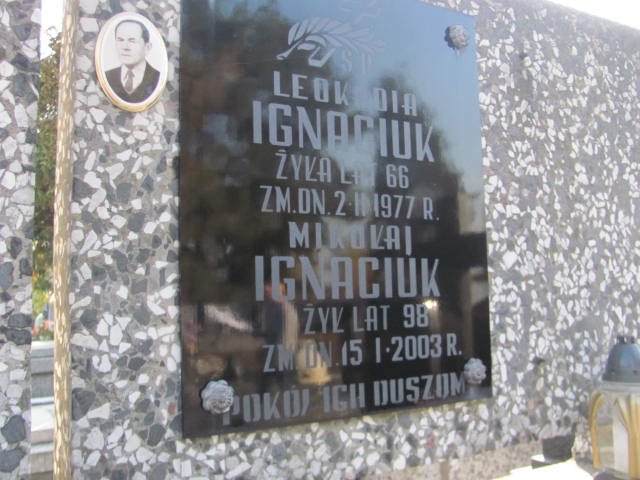 Ś P
LEOKADIA
IGNACIUK
ŻYŁA LAT 66
ZM. DN. 2·II·1977 R.
MIKOŁAJ
IGNACIUK
ŻYŁ LAT 98
ZM. DN. 15 I·2003 R.
POKÓJ ICH DUSZOM